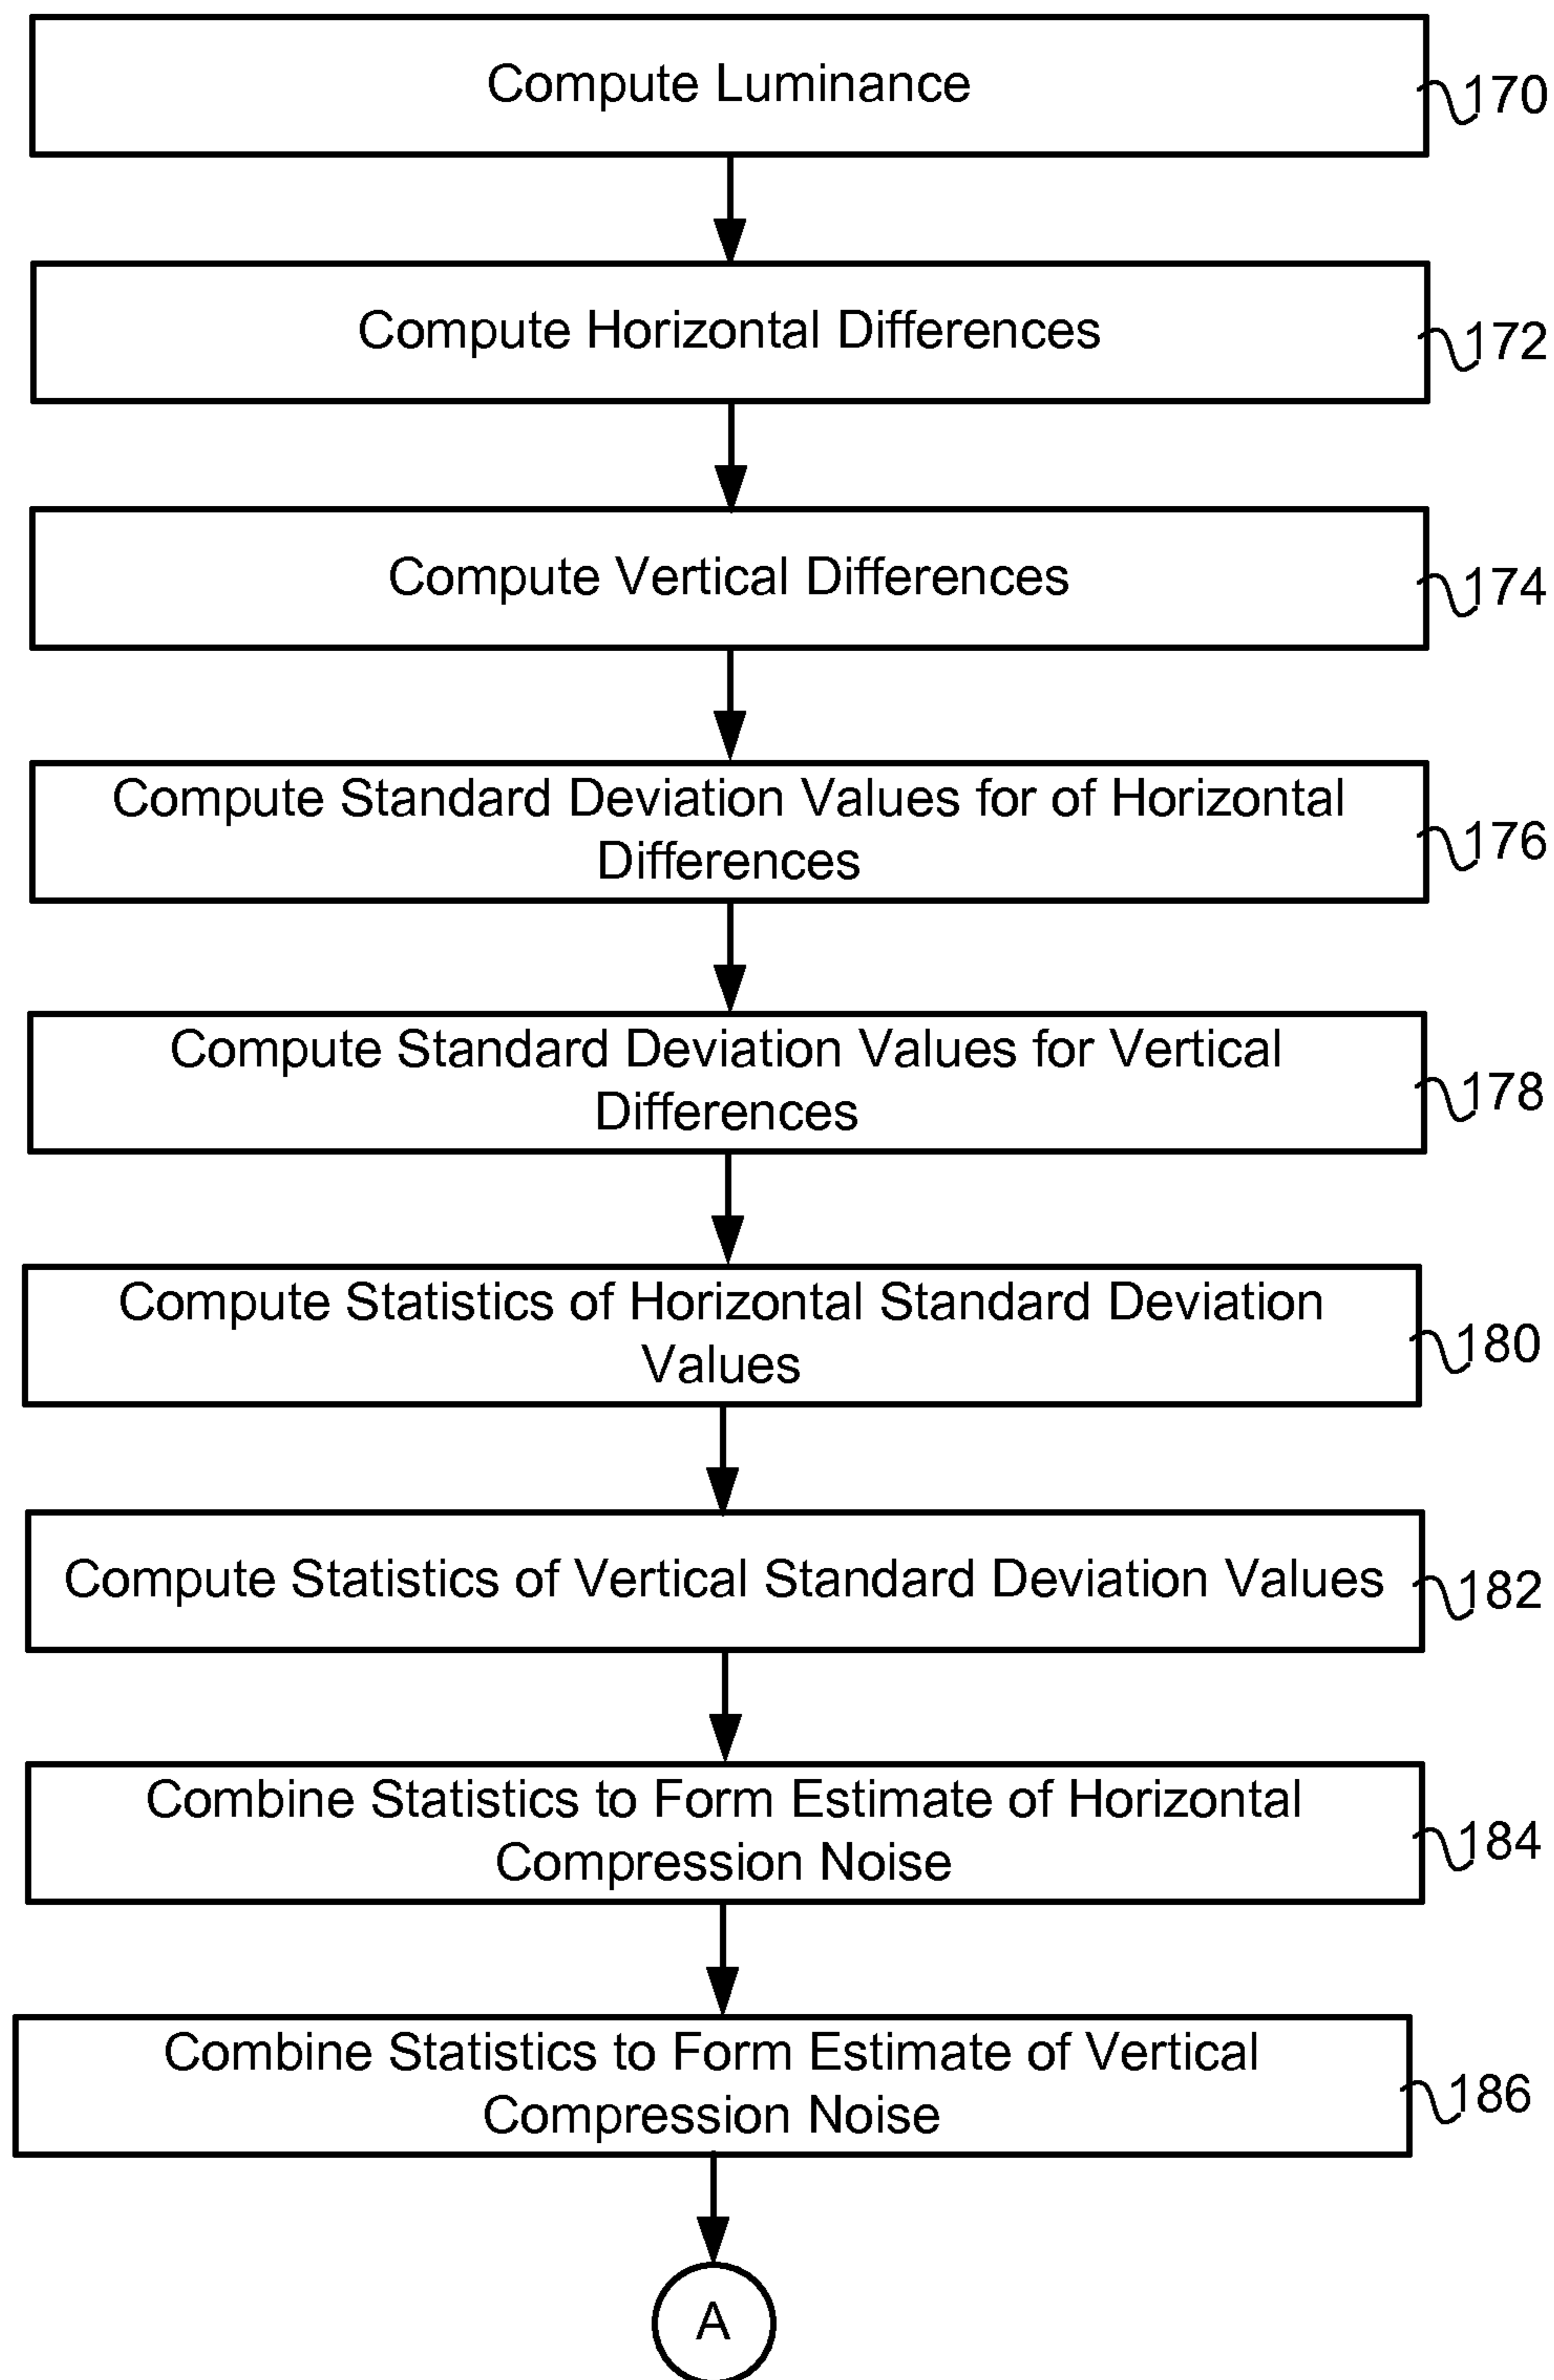 Compute Luminance
170
Compute Horizontal Differences
172
Compute Vertical Differences
174
Compute Standard Deviation Values for of Horizontal
Differences
176
Compute Standard Deviation Values for Vertical
Differences
178
Compute Statistics of Horizontal Standard Deviation
Values
180
Compute Statistics of Vertical Standard Deviation Values
182
Combine Statistics to Form Estimate of Horizontal
Compression Noise
184
Combine Statistics to Form Estimate of Vertical
Compression Noise
186
A